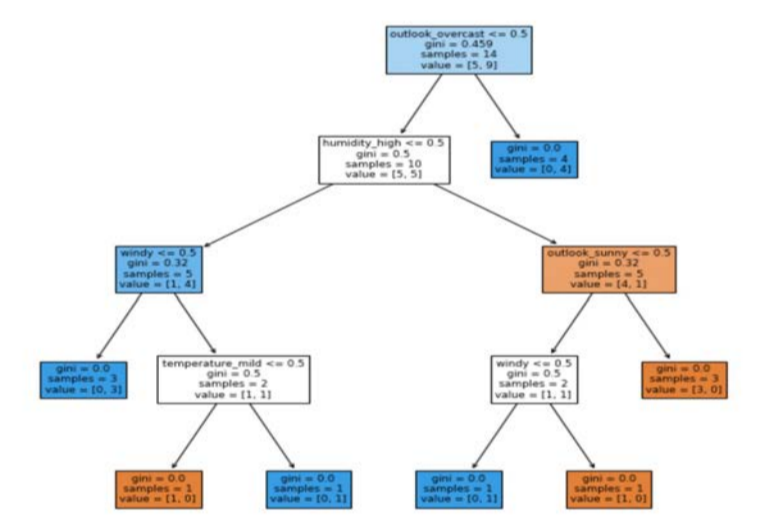 outlook_overcast <= 0.5
gini = 0.459
samples = 14
value = [5, 9]
humidity_high <= 0.5
gini = 0.5
samples = 10
value = [5, 5]
gini = 0.0
samples = 4
value = [0, 4]
windy <= 0.5
gini = 0.32
samples = 5
value = [1, 4]
outlook_sunny <= 0.5
gini = 0.32
samples = 5
value = [4, 1]
gini = 0.0
samples = 3
value = [0, 3]
temperature_mild <= 0.5
gini = 0.5
samples = 2
value = [1, 1]
windy <= 0.5
gini = 0.5
samples = 2
value = [1, 1]
gini = 0.0
samples = 3
value = [3, 0]
gini = 0.0
samples = 1
value = [1, 0]
gini = 0.0
samples = 1
value = [0, 1]
gini = 0.0
samples = 1
value = [0, 1]
gini = 0.0
samples = 1
value = [1, 0]